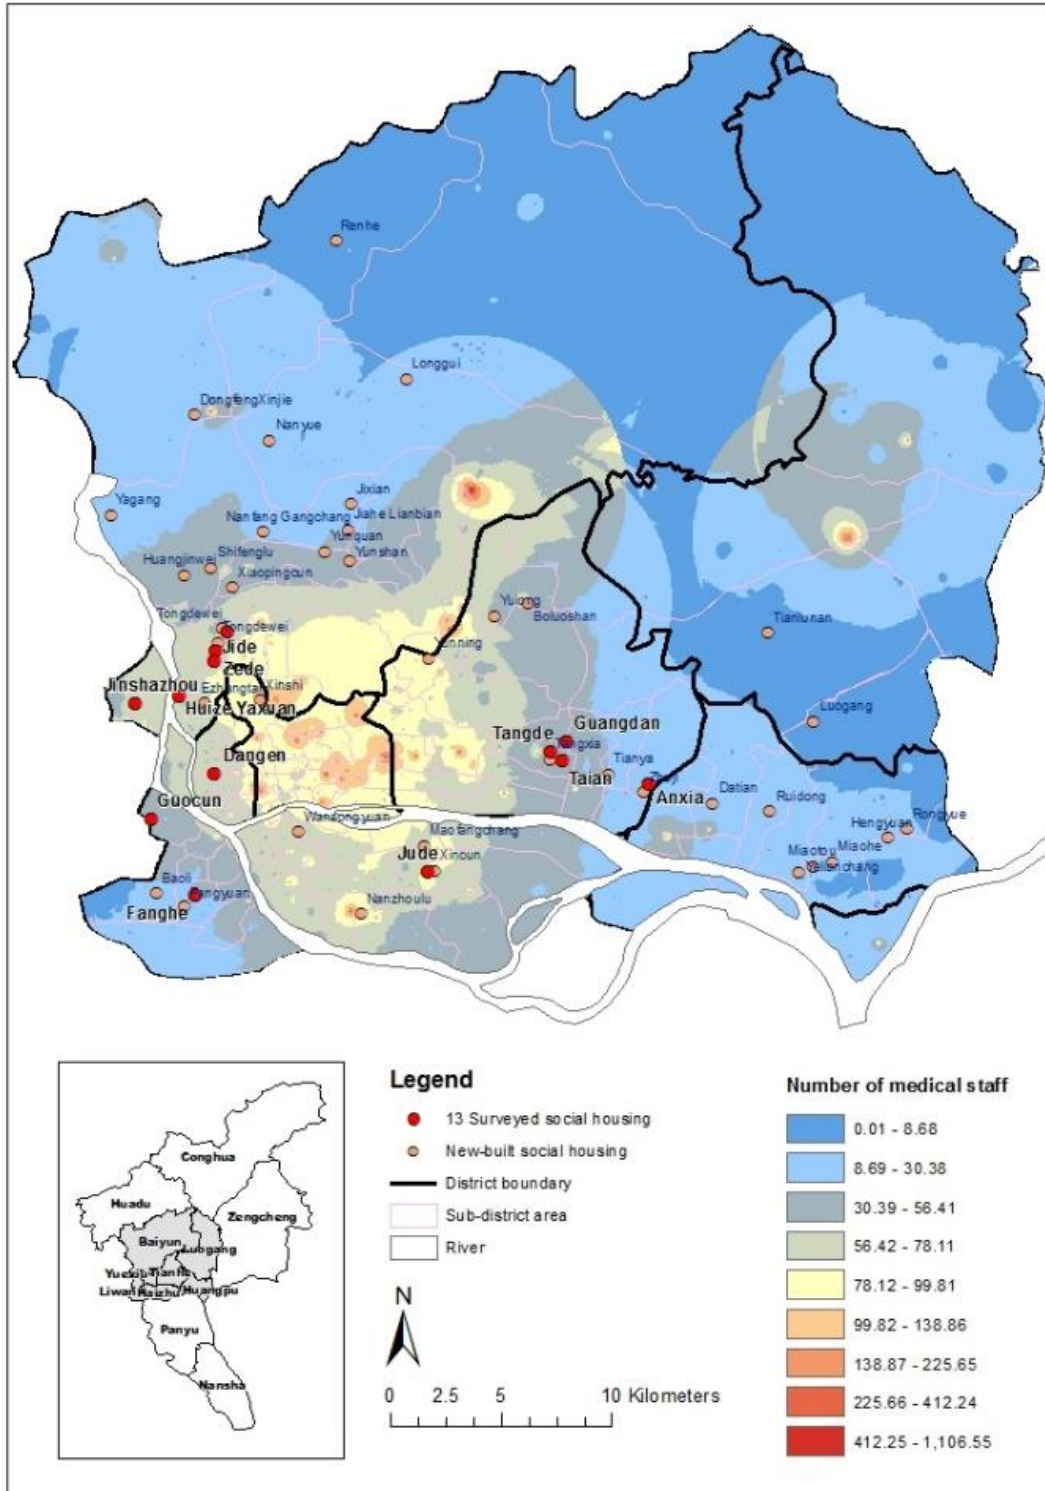 Renhe
Longgui
DongfengXinjie
Nanyue
Jixian
Yagang
Nanfang Gangchang
Jiahe Lianbian
Yunquan
Shifenglu
Yunshan
Huangjinwei
Xiaopingcun
Yulong
Boluoshan
Tongdewei
Tongdewei
Tianlunan
Jide
Yunning
Zede
Jinshazhou
Xinshi
Huize Yaxuan
Luogang
Guangdan
Tangde
Dangen
Tianya
Taian
Anxia
Datian
Ruidong
Guocun
Wansongyuan
Hengyuan
Rongyue
Jude
Xincun
Miaotou
Miaohe
Baoli
Fanghe
Nanzhoulu
Legend
13 Surveyed social housing
New-built social housing
District boundary
Sub-district area
River
N
0 2.5 5 10 Kilometers
Number of medical staff
0.01 - 8.68
8.69 - 30.38
30.39 - 56.41
56.42 - 78.11
78.12 - 99.81
99.82 - 138.86
138.87 - 225.65
225.66 - 412.24
412.25 - 1,106.55
Conghua
Huadu
Zengcheng
Baiyun
Luogang
Tianhe
Haizhu
Huangpu
Panyu
Nansha